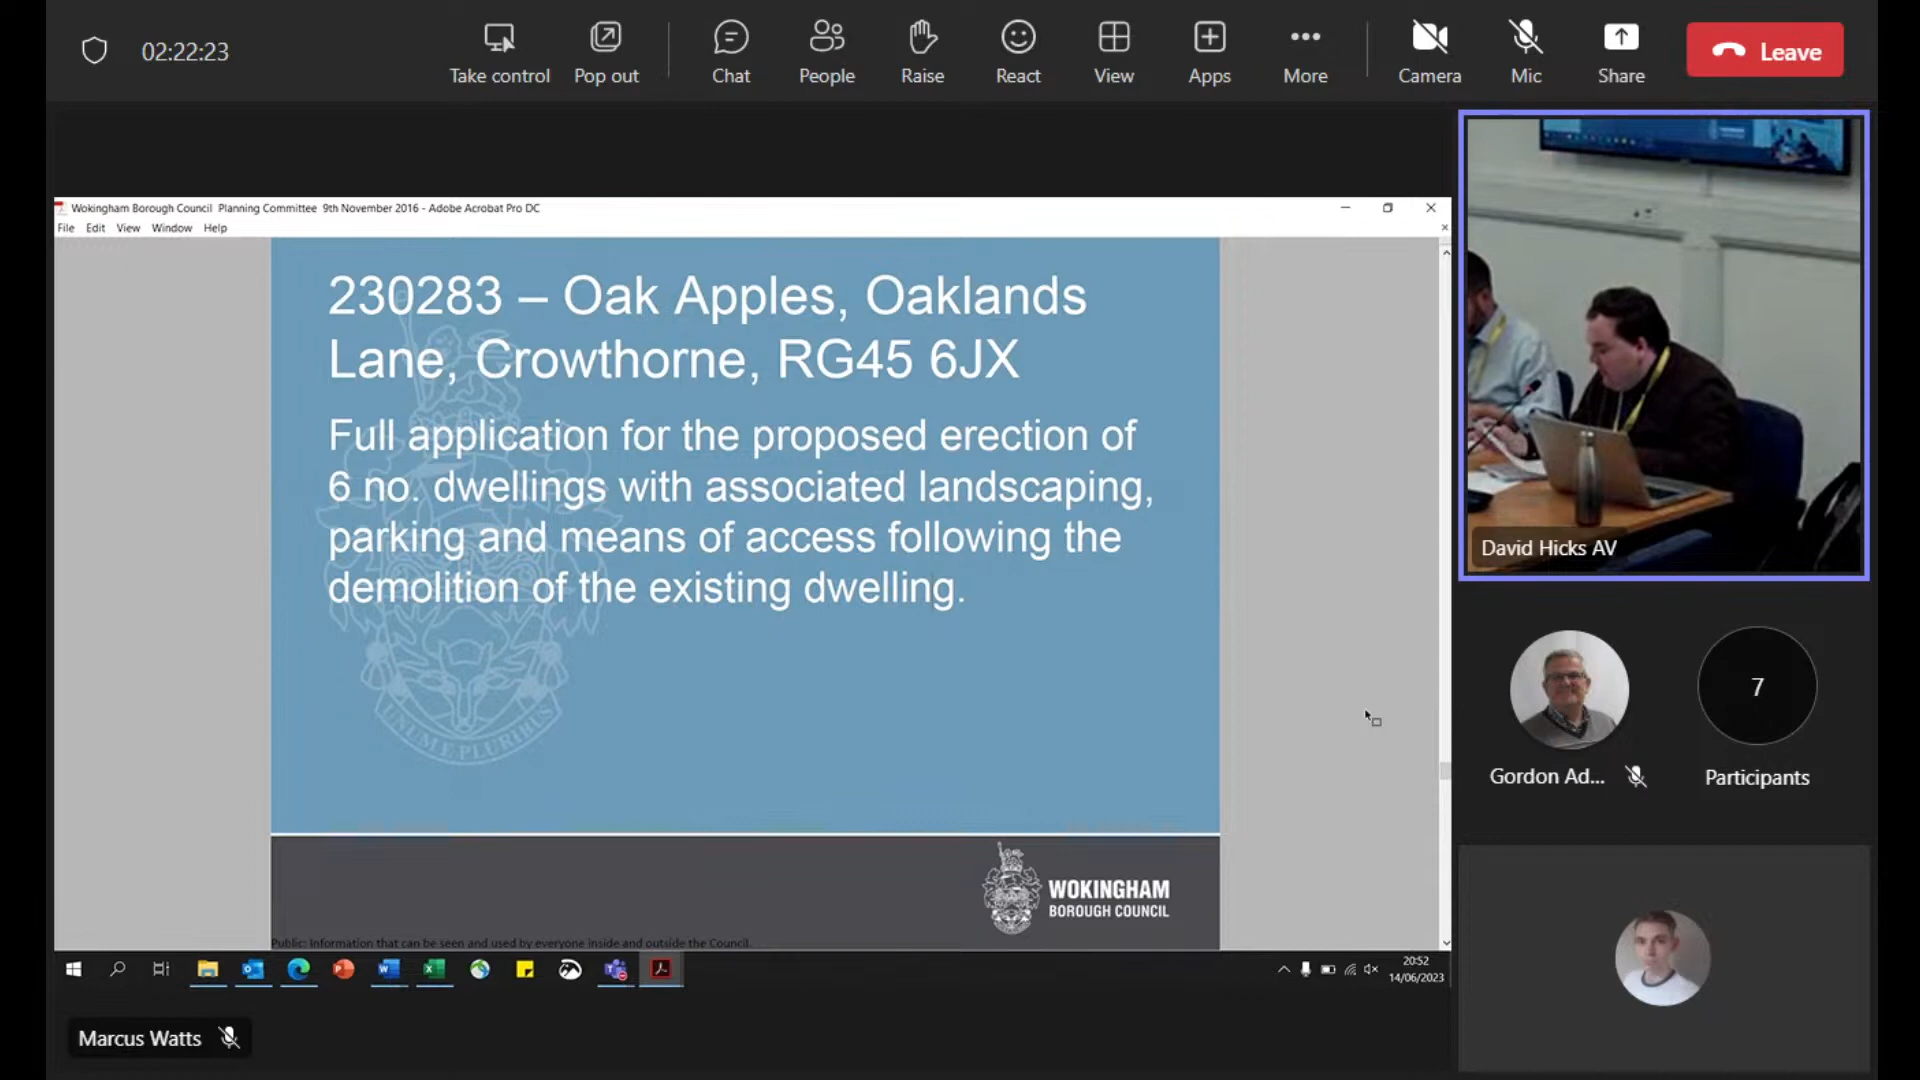 02:22:23
Take control
Pop out
Chat
People
Raise
React
View
Apps
More
Camera
Mic
Share
Leave
Wokingham Borough Council Planning Committee 9th November 2016 - Adobe Acrobat Pro DC
File Edit View Window Help
230283 – Oak Apples, Oaklands
Lane, Crowthorne, RG45 6JX
Full application for the proposed erection of
6 no. dwellings with associated landscaping,
parking and means of access following the
demolition of the existing dwelling.
E PLURIBUS
WOKINGHAM
BOROUGH COUNCIL
Public: Information that can be seen and used by everyone inside and outside the Council.
20:52
14/06/2023
Marcus Watts
David Hicks AV
Gordon Ad...
7
Participants